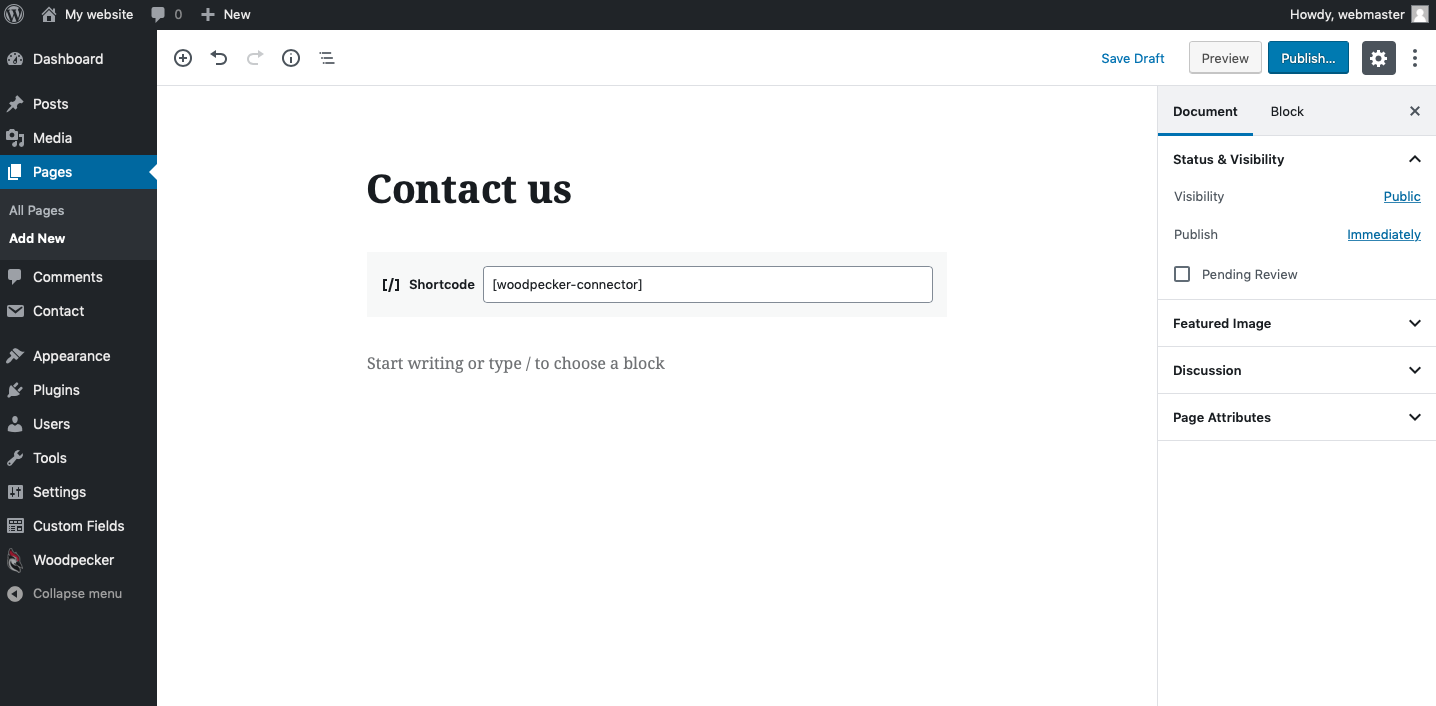 My website 0 New Howdy, webmaster
Dashboard
Posts
Media
Pages
All Pages
Add New
Comments
Contact
Appearance
Plugins
Users
Tools
Settings
Custom Fields
Woodpecker
Collapse menu
Save Draft Preview Publish...
Contact us
[/] Shortcode [woodpecker-connector]
Start writing or type / to choose a block
Document Block
Status & Visibility
Visibility Public
Publish Immediately
Pending Review
Featured Image
Discussion
Page Attributes